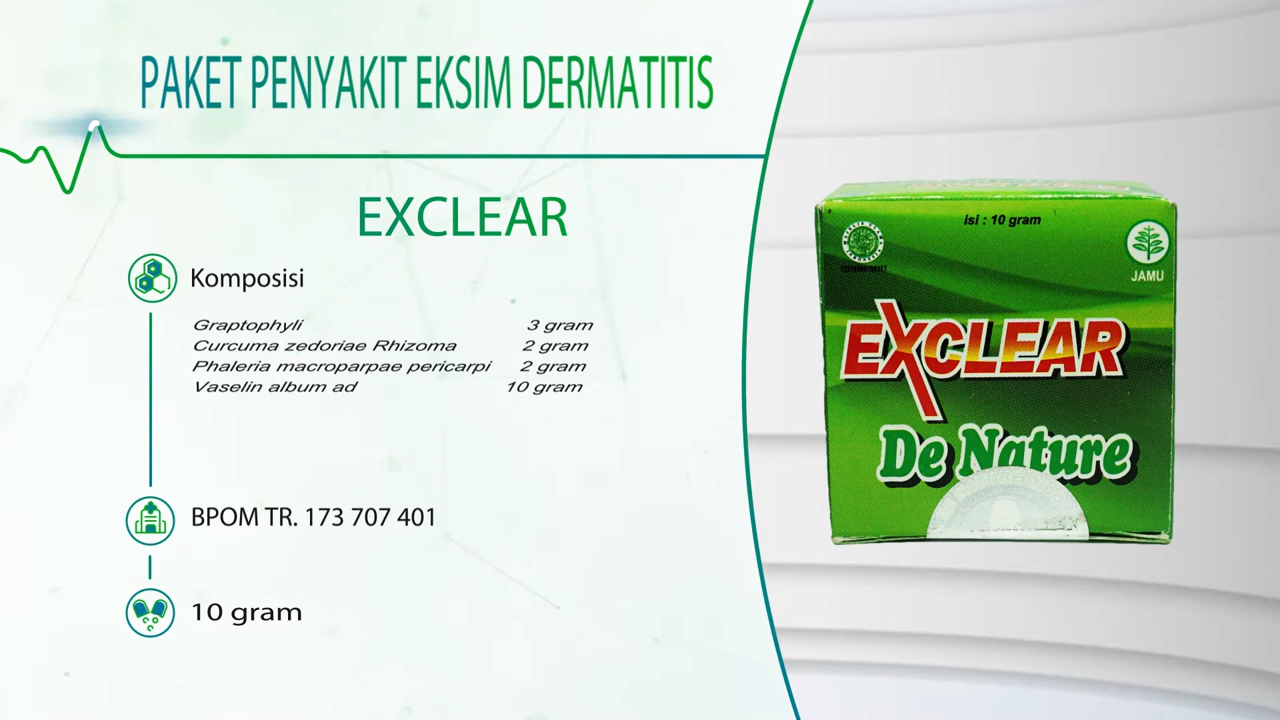 PAKET PENYAKIT EKSIM DERMATITIS
EXCLEAR
Komposisi
Graptophyli 3 gram
Curcuma zedoriae Rhizoma 2 gram
Phaleria macroparpae pericarpi 2 gram
Vaselin album ad 10 gram
BPOM TR. 173 707 401
10 gram
isi : 10 gram
JAMU
EXCLEAR
De Nature